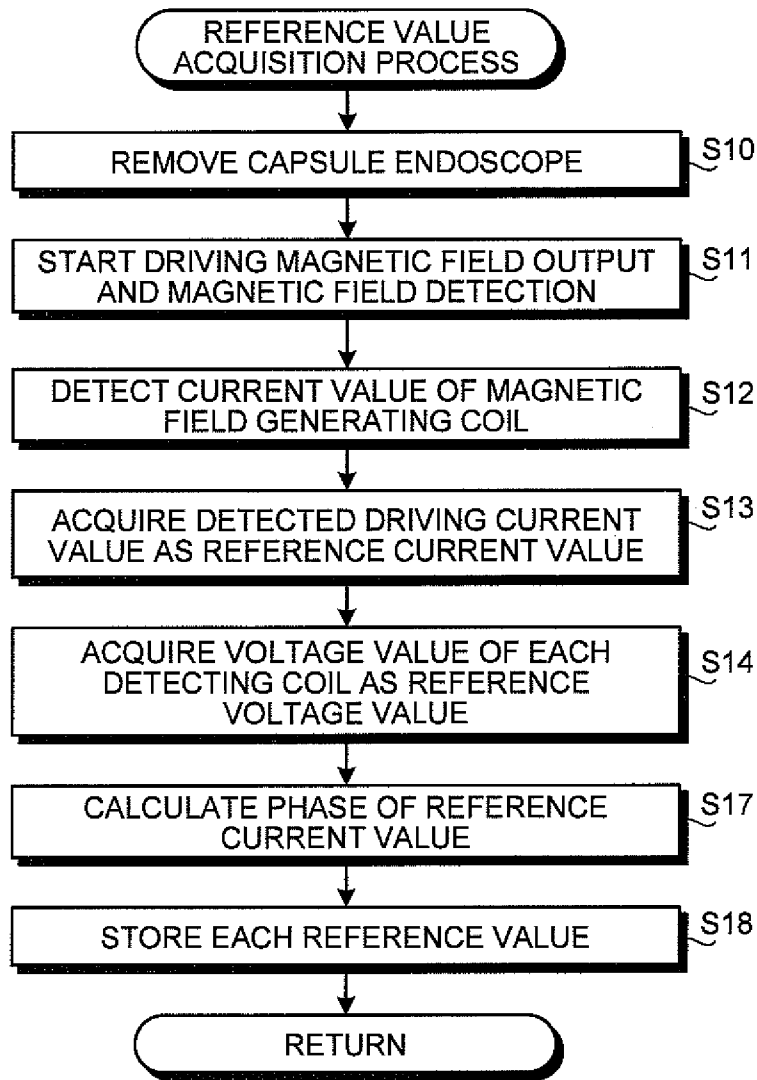 REFERENCE VALUE
ACQUISITION PROCESS
REMOVE CAPSULE ENDOSCOPE
S10
START DRIVING MAGNETIC FIELD OUTPUT
AND MAGNETIC FIELD DETECTION
S11
DETECT CURRENT VALUE OF MAGNETIC
FIELD GENERATING COIL
S12
ACQUIRE DETECTED DRIVING CURRENT
VALUE AS REFERENCE CURRENT VALUE
S13
ACQUIRE VOLTAGE VALUE OF EACH
DETECTING COIL AS REFERENCE
VOLTAGE VALUE
S14
CALCULATE PHASE OF REFERENCE
CURRENT VALUE
S17
STORE EACH REFERENCE VALUE
S18
RETURN